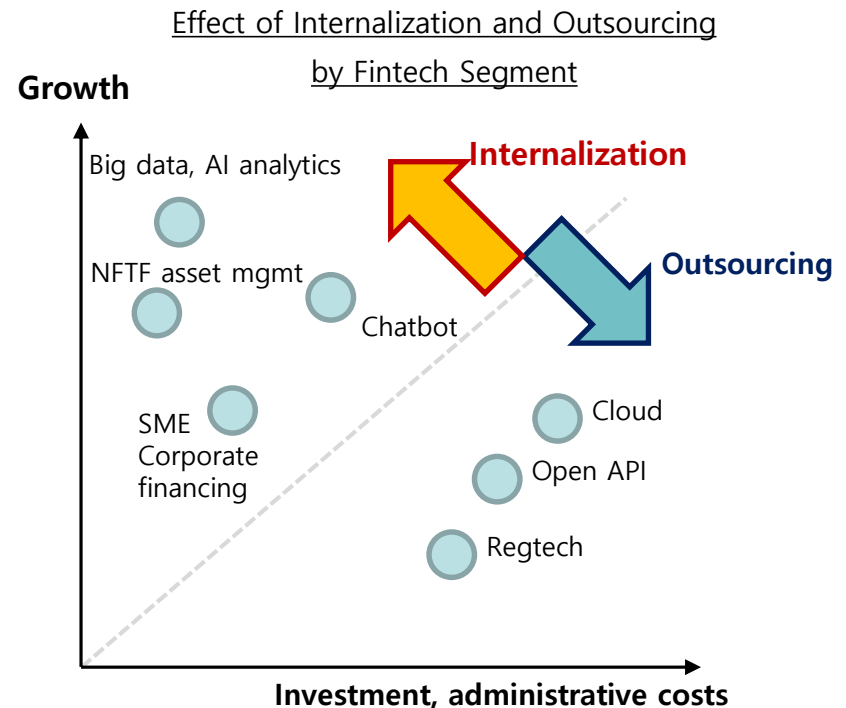 Effect of Internalization and Outsourcing
by Fintech Segment
Growth
Internalization
Big data, AI analytics
Outsourcing
NFTF asset mgmt
Chatbot
Cloud
SME
Corporate
financing
Open API
Regtech
Investment, administrative costs